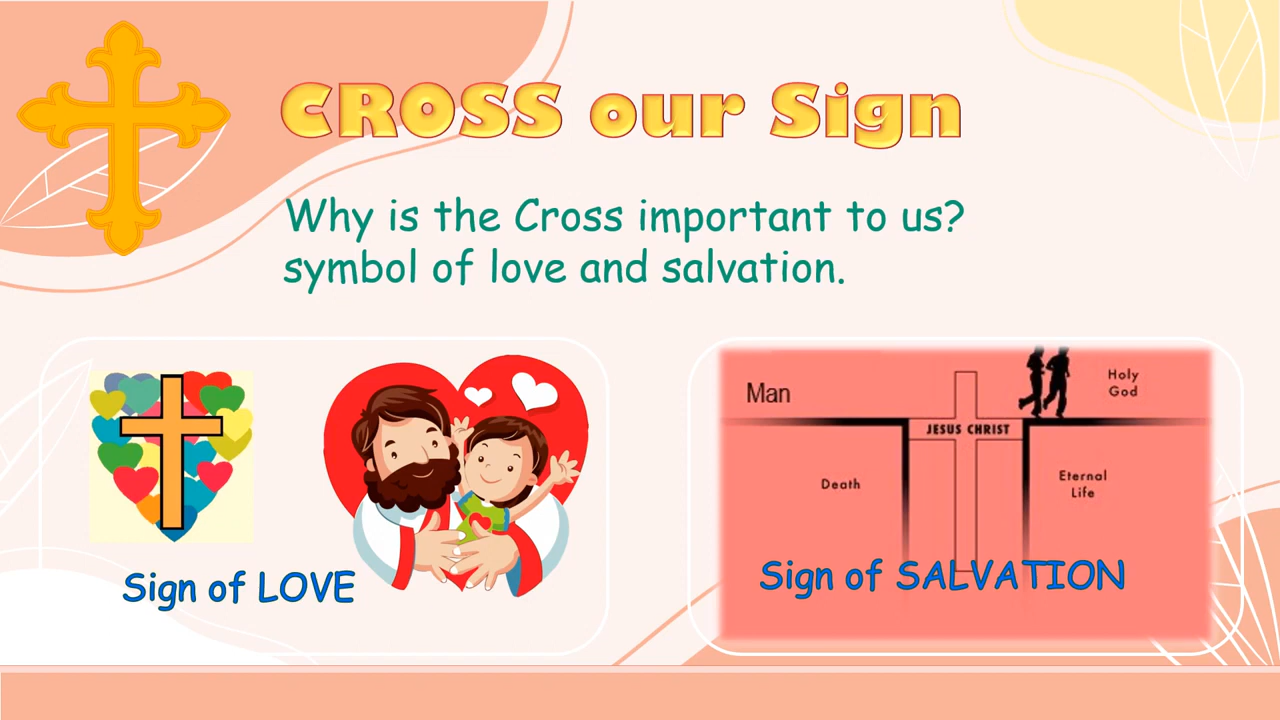 CROSS our Sign
Why is the Cross important to us?
symbol of love and salvation.
Sign of LOVE
Man
Holy
God
JESUS CHRIST
Death
Eternal
Life
Sign of SALVATION